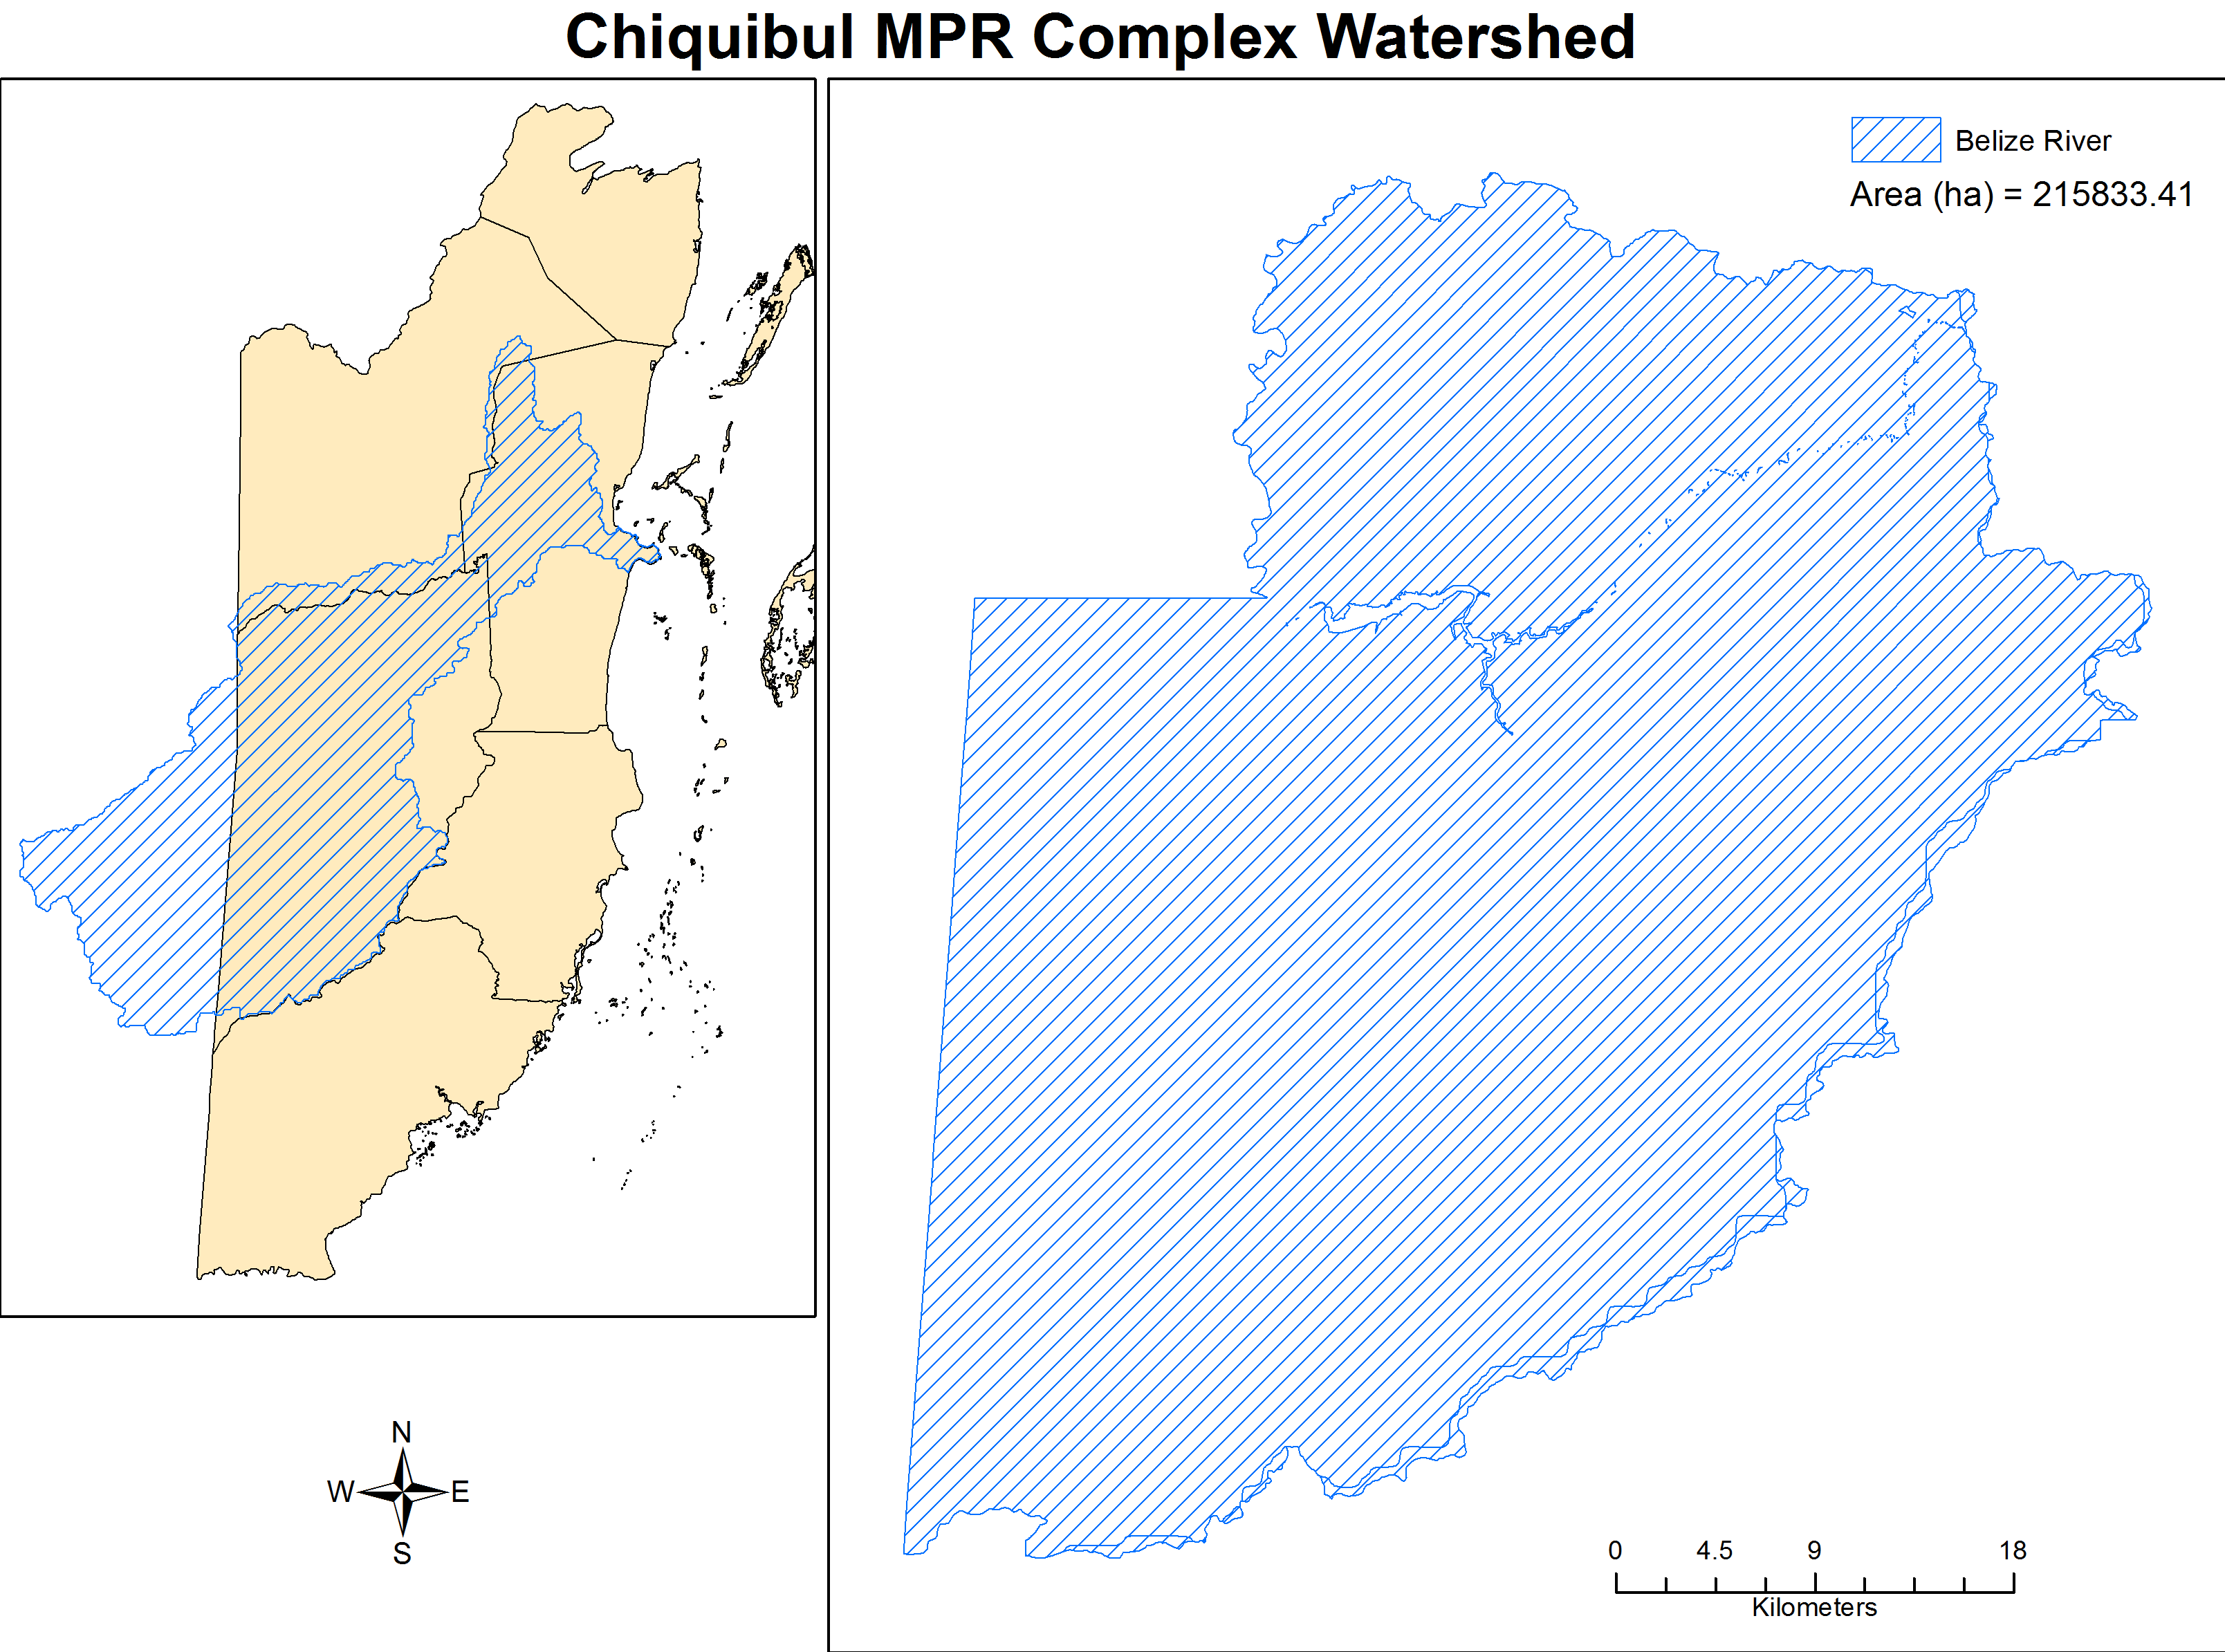 Chiquibul MPR Complex Watershed
Belize River
Area (ha) = 215833.41
N
W
E
S
0 4.5 9 18
Kilometers